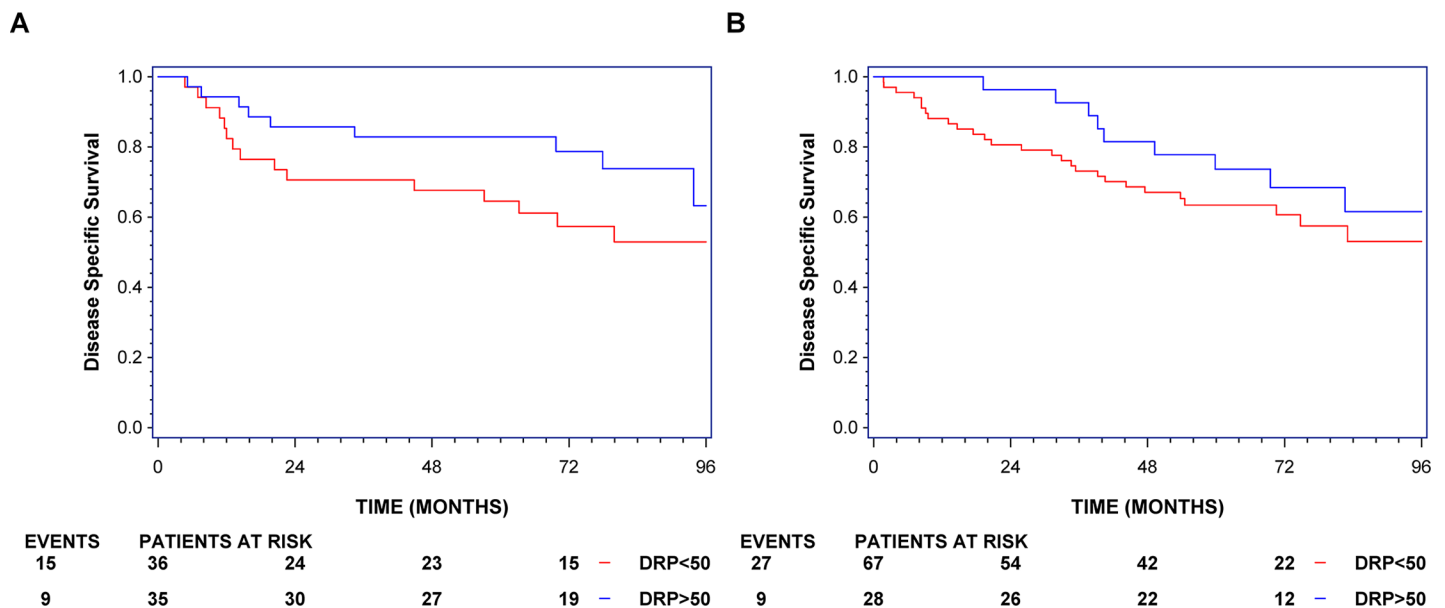 A
B
Disease Specific Survival
1.0
0.8
0.6
0.4
0.2
0.0
0 24 48 72 96
TIME (MONTHS)
EVENTS PATIENTS AT RISK
15 36 24 23 15 DRP<50
9 35 30 27 19 DRP>50
Disease Specific Survival
1.0
0.8
0.6
0.4
0.2
0.0
0 24 48 72 96
TIME (MONTHS)
EVENTS PATIENTS AT RISK
27 67 54 42 22 DRP<50
9 28 26 22 12 DRP>50